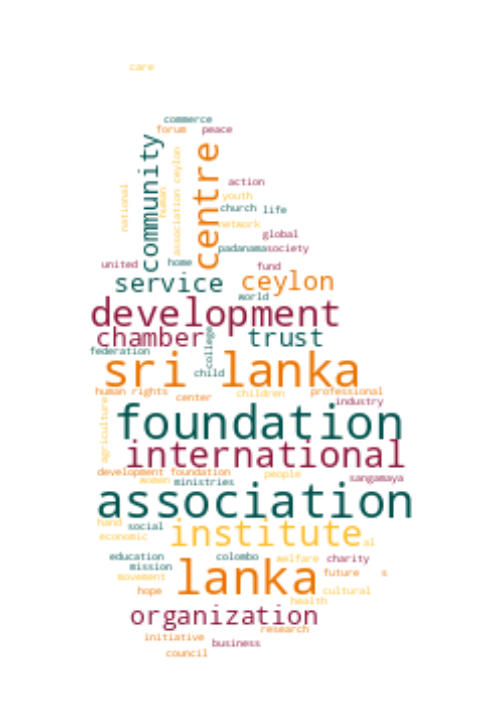 care
commerce
forum peace
community
centre
association ceylon
human
national
action
youth
church life
network
global
padanama society
united home fund
service ceylon
world
development
chamber trust
college
federation
sri lanka
child
human rights children professional
center industry
agriculture
foundation
international
development foundation people
women ministries sangamaya
association
hand social
institute al
economic
education colombo welfare charity
mission
lanka
movement future s
hope cultural
health
organization
research
initiative business
council